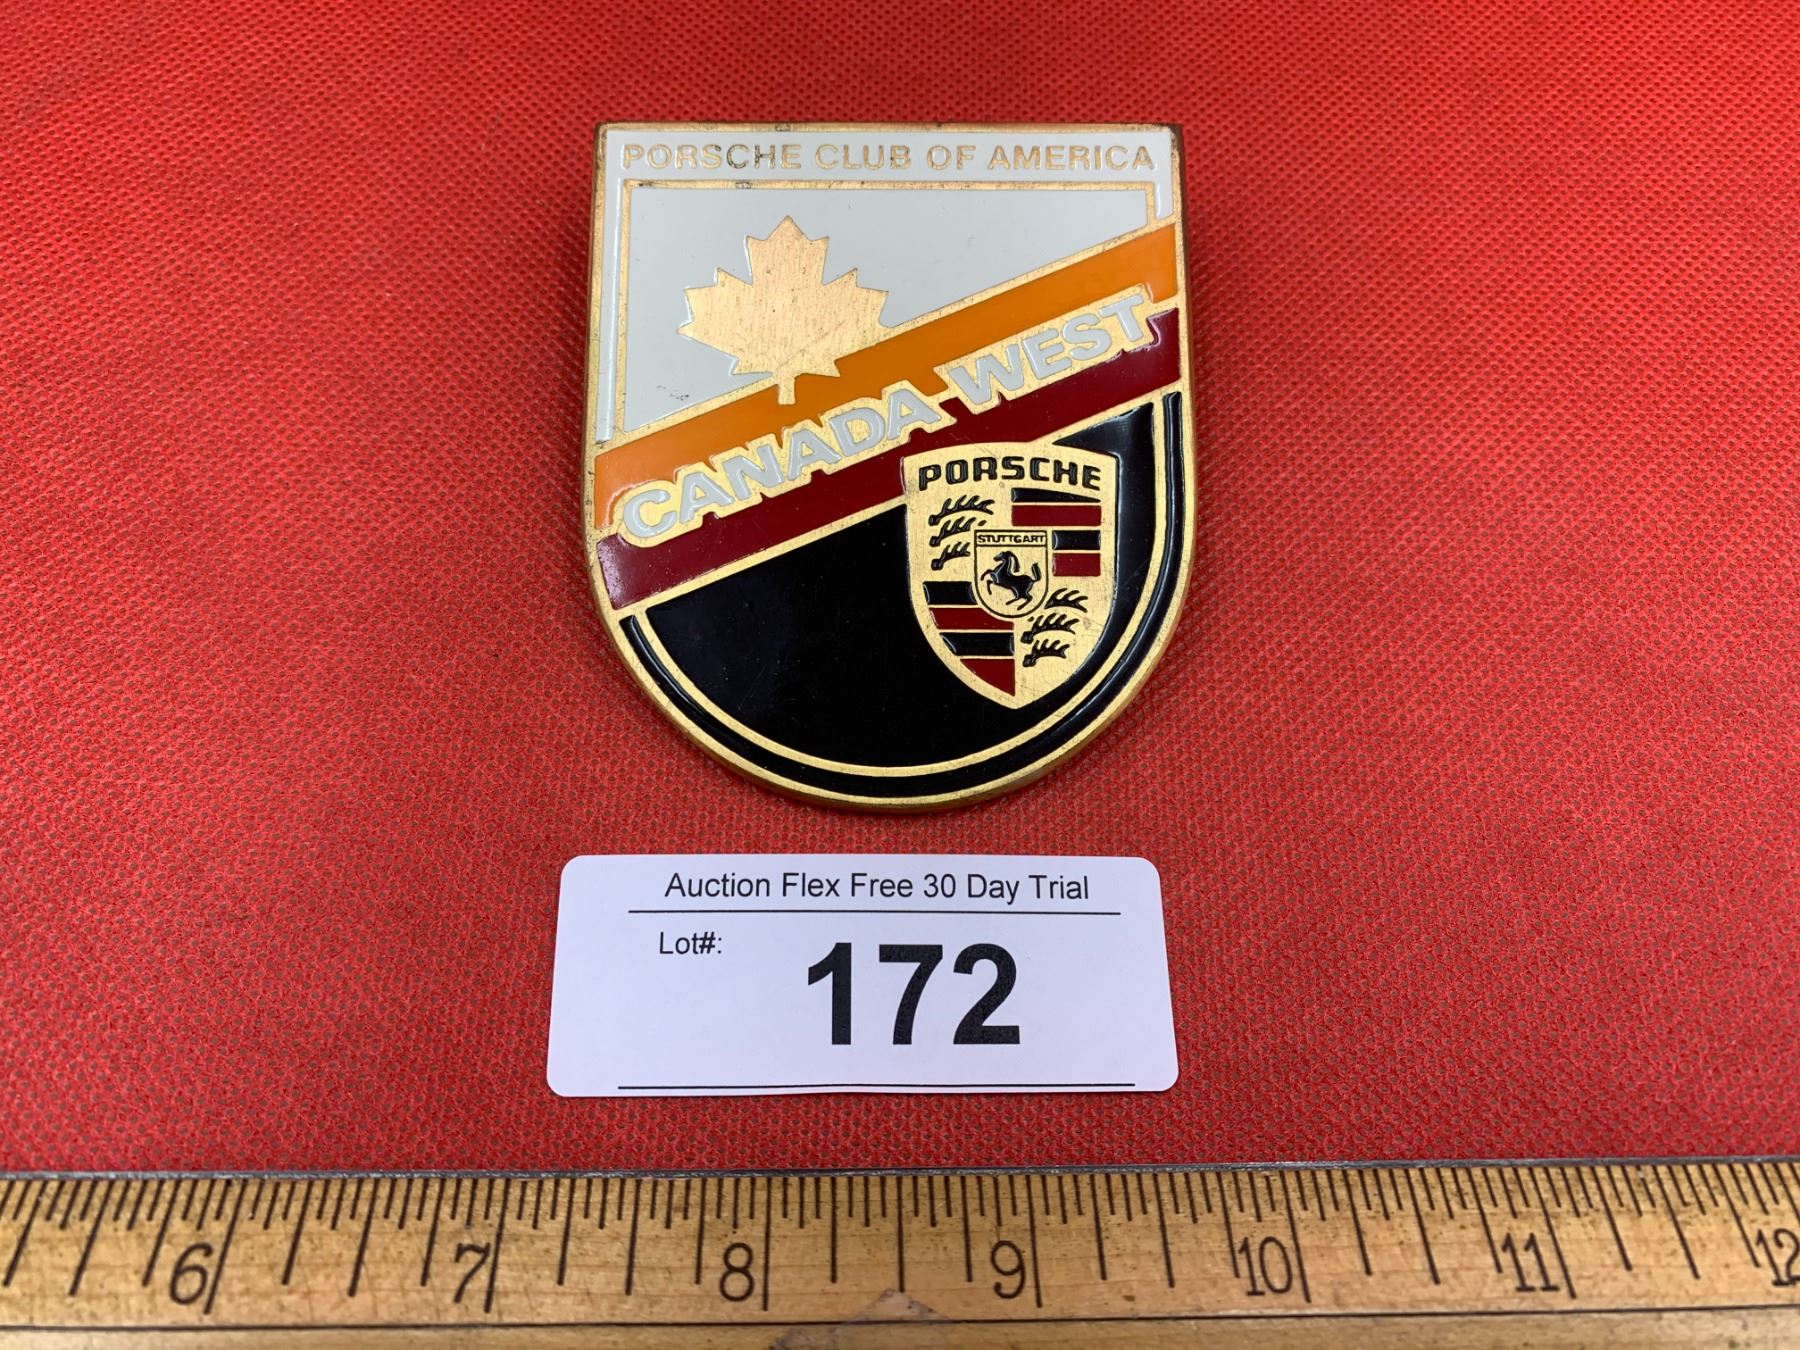 PORSCHE CLUB OF AMERICA
CANADA WEST
PORSCHE
STUTTGART
Auction Flex Free 30 Day Trial
Lot#: 172
6 7 8 9 10 11 12